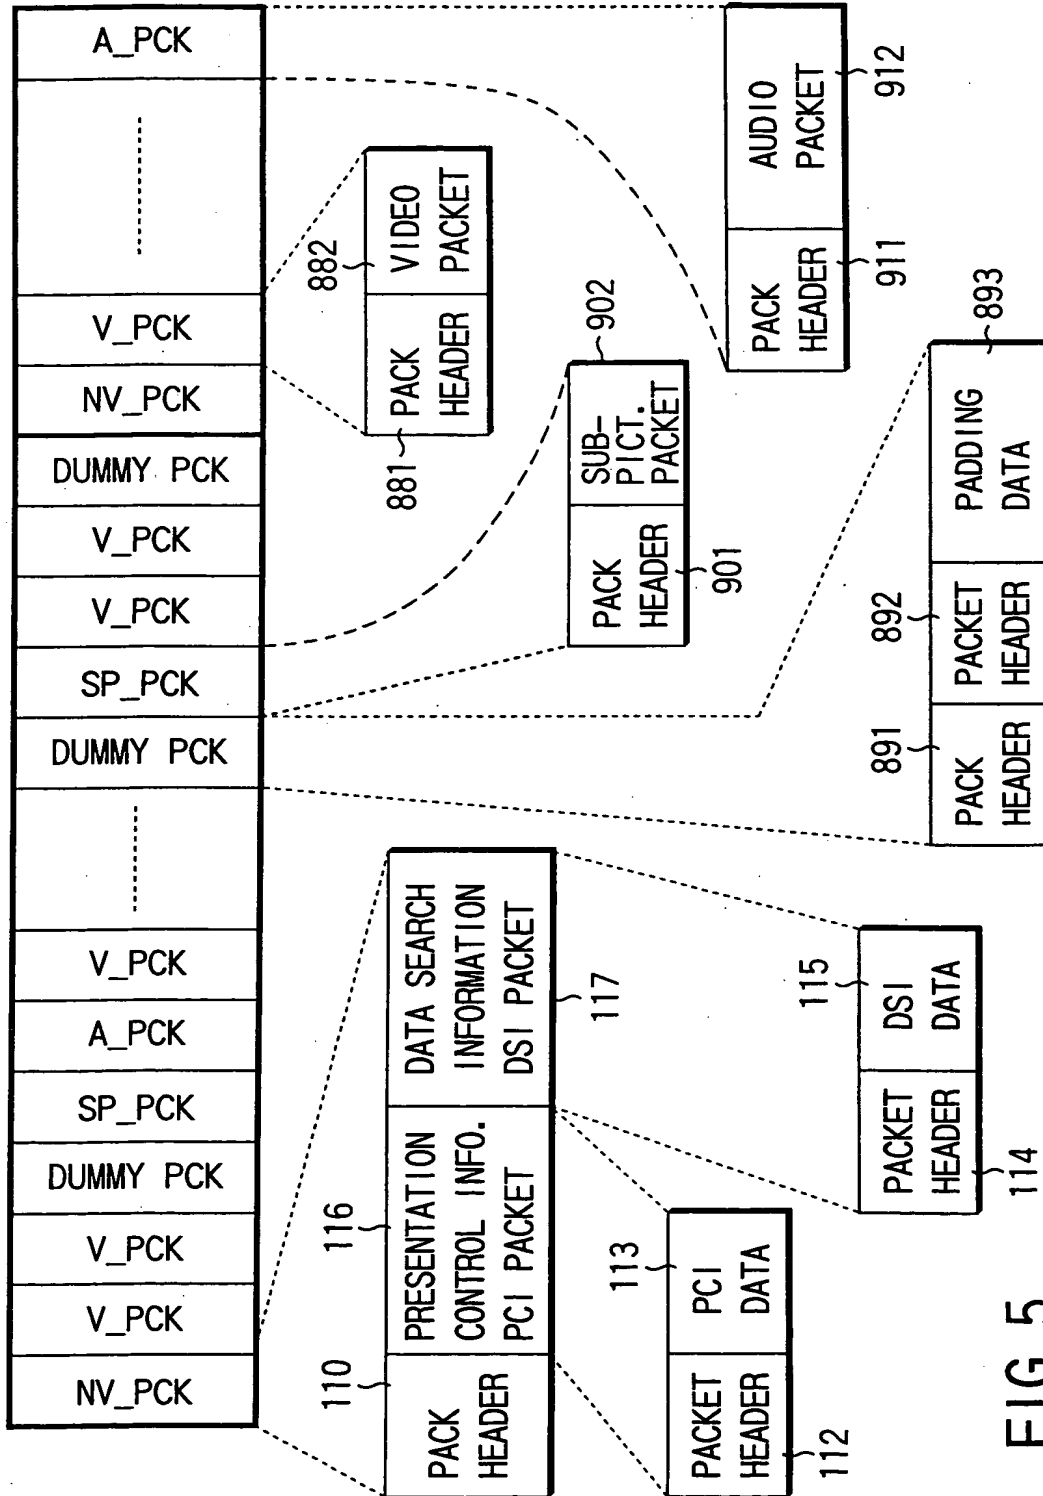 NV_PCK
V_PCK
V_PCK
DUMMY PCK
SP_PCK
A_PCK
V_PCK
DUMMY PCK
SP_PCK
V_PCK
V_PCK
DUMMY PCK
NV_PCK
V_PCK
A_PCK
110
116
PACK
HEADER
PRESENTATION
CONTROL INFO.
PCI PACKET
DATA SEARCH
INFORMATION
DSI PACKET
117
881
882
PACK
HEADER
VIDEO
PACKET
PACK
HEADER
SUB-
PICT.
PACKET
901
902
113
PACKET
HEADER
PCI
DATA
112
PACK
HEADER
AUDIO
PACKET
911
912
115
PACKET
HEADER
DSI
DATA
114
891
892
PACK
HEADER
PACKET
HEADER
PADDING
DATA
893
FIG. 5